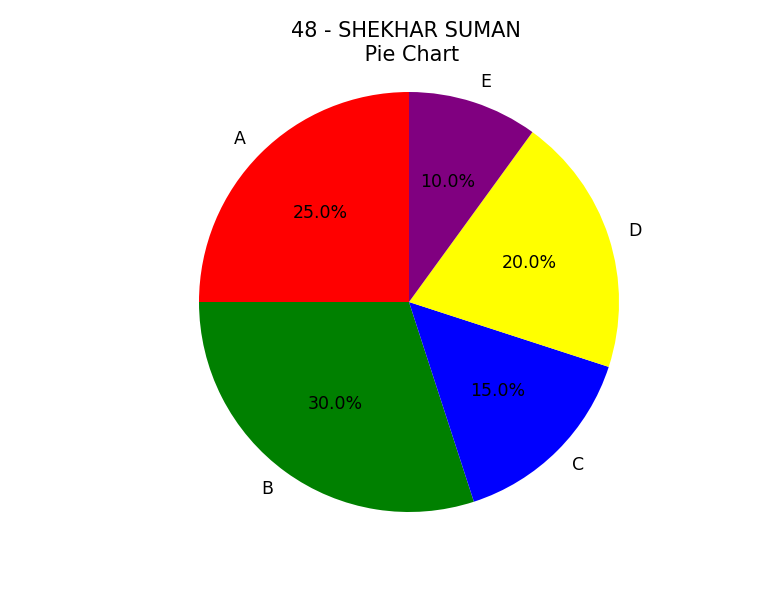 48 - SHEKHAR SUMAN
Pie Chart
E
A
10.0%
25.0%
D
20.0%
15.0%
30.0%
C
B